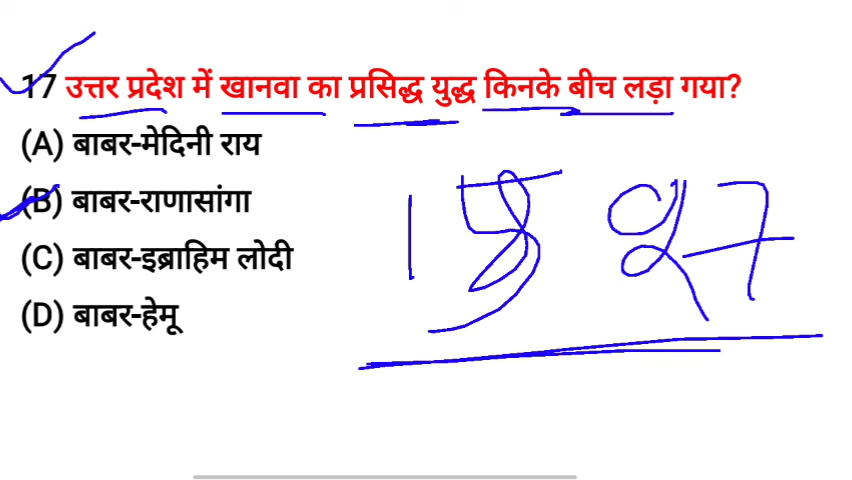 17 उत्तर प्रदेश में खानवा का प्रसिद्ध युद्ध किनके बीच लड़ा गया?
(A) बाबर-मेदिनी राय
(B) बाबर-राणासांगा
(C) बाबर-इब्राहिम लोदी
(D) बाबर-हेमू
1527